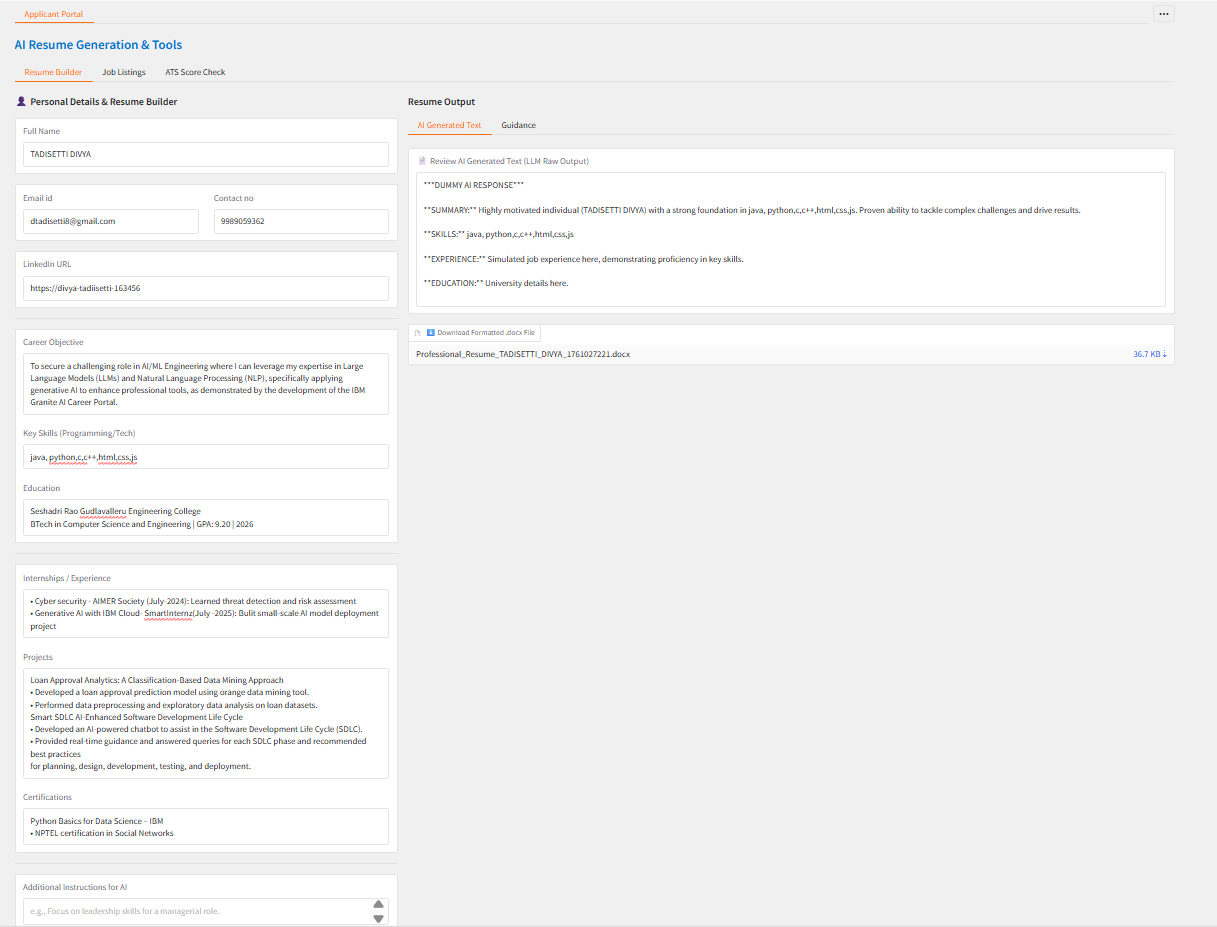 Applicant Portal
•••
AI Resume Generation & Tools
Resume Builder Job Listings ATS Score Check
Personal Details & Resume Builder
Full Name
TADISETTI DIVYA
Email id Contact no
dtadisetti8@gmail.com 9989059362
LinkedIn URL
https://divya-tadiisetti-163456
Career Objective
To secure a challenging role in AI/ML Engineering where I can leverage my expertise in Large
Language Models (LLMs) and Natural Language Processing (NLP), specifically applying
generative AI to enhance professional tools, as demonstrated by the development of the IBM
Granite AI Career Portal.
Key Skills (Programming/Tech)
java, python,c,c++,html,css,js
Education
Seshadri Rao Gudlavalleru Engineering College
BTech in Computer Science and Engineering | GPA: 9.20 | 2026
Internships / Experience
• Cyber security - AIMER Society (July-2024): Learned threat detection and risk assessment
• Generative AI with IBM Cloud- SmartInternz(July -2025): Bulit small-scale AI model deployment
project
Projects
Loan Approval Analytics: A Classification-Based Data Mining Approach
• Developed a loan approval prediction model using orange data mining tool.
• Performed data preprocessing and exploratory data analysis on loan datasets.
Smart SDLC AI-Enhanced Software Development Life Cycle
• Developed an AI-powered chatbot to assist in the Software Development Life Cycle (SDLC).
• Provided real-time guidance and answered queries for each SDLC phase and recommended
best practices
for planning, design, development, testing, and deployment.
Certifications
Python Basics for Data Science – IBM
• NPTEL certification in Social Networks
Additional Instructions for AI
e.g., Focus on leadership skills for a managerial role.
Resume Output
AI Generated Text Guidance
Review AI Generated Text (LLM Raw Output)
***DUMMY AI RESPONSE***
**SUMMARY:** Highly motivated individual (TADISETTI DIVYA) with a strong foundation in java, python,c,c++,html,css,js. Proven ability to tackle complex challenges and drive results.
**SKILLS:** java, python,c,c++,html,css,js
**EXPERIENCE:** Simulated job experience here, demonstrating proficiency in key skills.
**EDUCATION:** University details here.
Download Formatted .docx File
Professional_Resume_TADISETTI_DIVYA_1761027221.docx 36.7 KB ↓